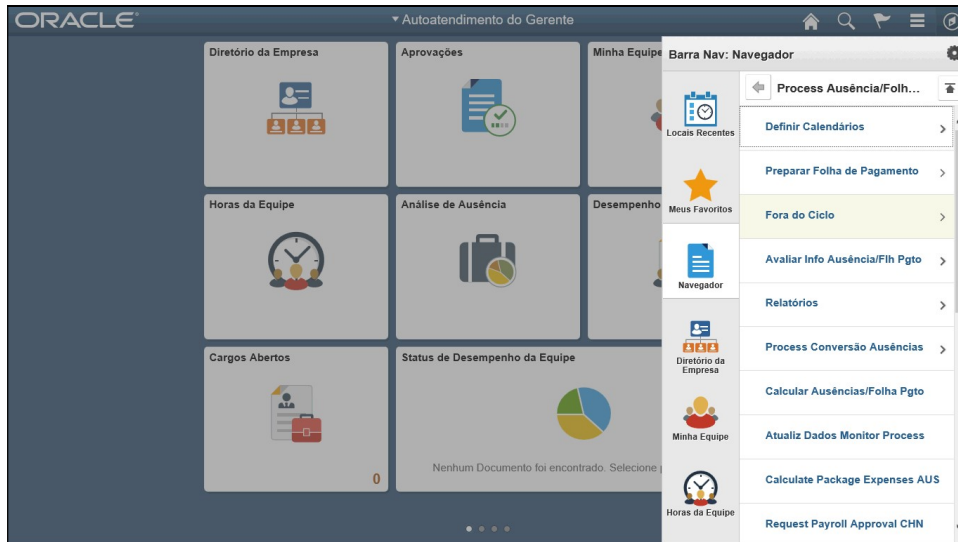 ORACLE®
Autoatendimento do Gerente
Diretório da Empresa
Aprovações
Minha Equipe
Horas da Equipe
Análise de Ausência
Desempenho
Cargos Abertos
0
Status de Desempenho da Equipe
Nenhum Documento foi encontrado. Selecione
Barra Nav: Navegador
Locais Recentes
Meus Favoritos
Navegador
Diretório da
Empresa
Minha Equipe
Horas da Equipe
Process Ausência/Folh...
Definir Calendários
Preparar Folha de Pagamento
Fora do Ciclo
Avaliar Info Ausência/Flh Pgto
Relatórios
Process Conversão Ausências
Calcular Ausências/Folha Pgto
Atualiz Dados Monitor Process
Calculate Package Expenses AUS
Request Payroll Approval CHN